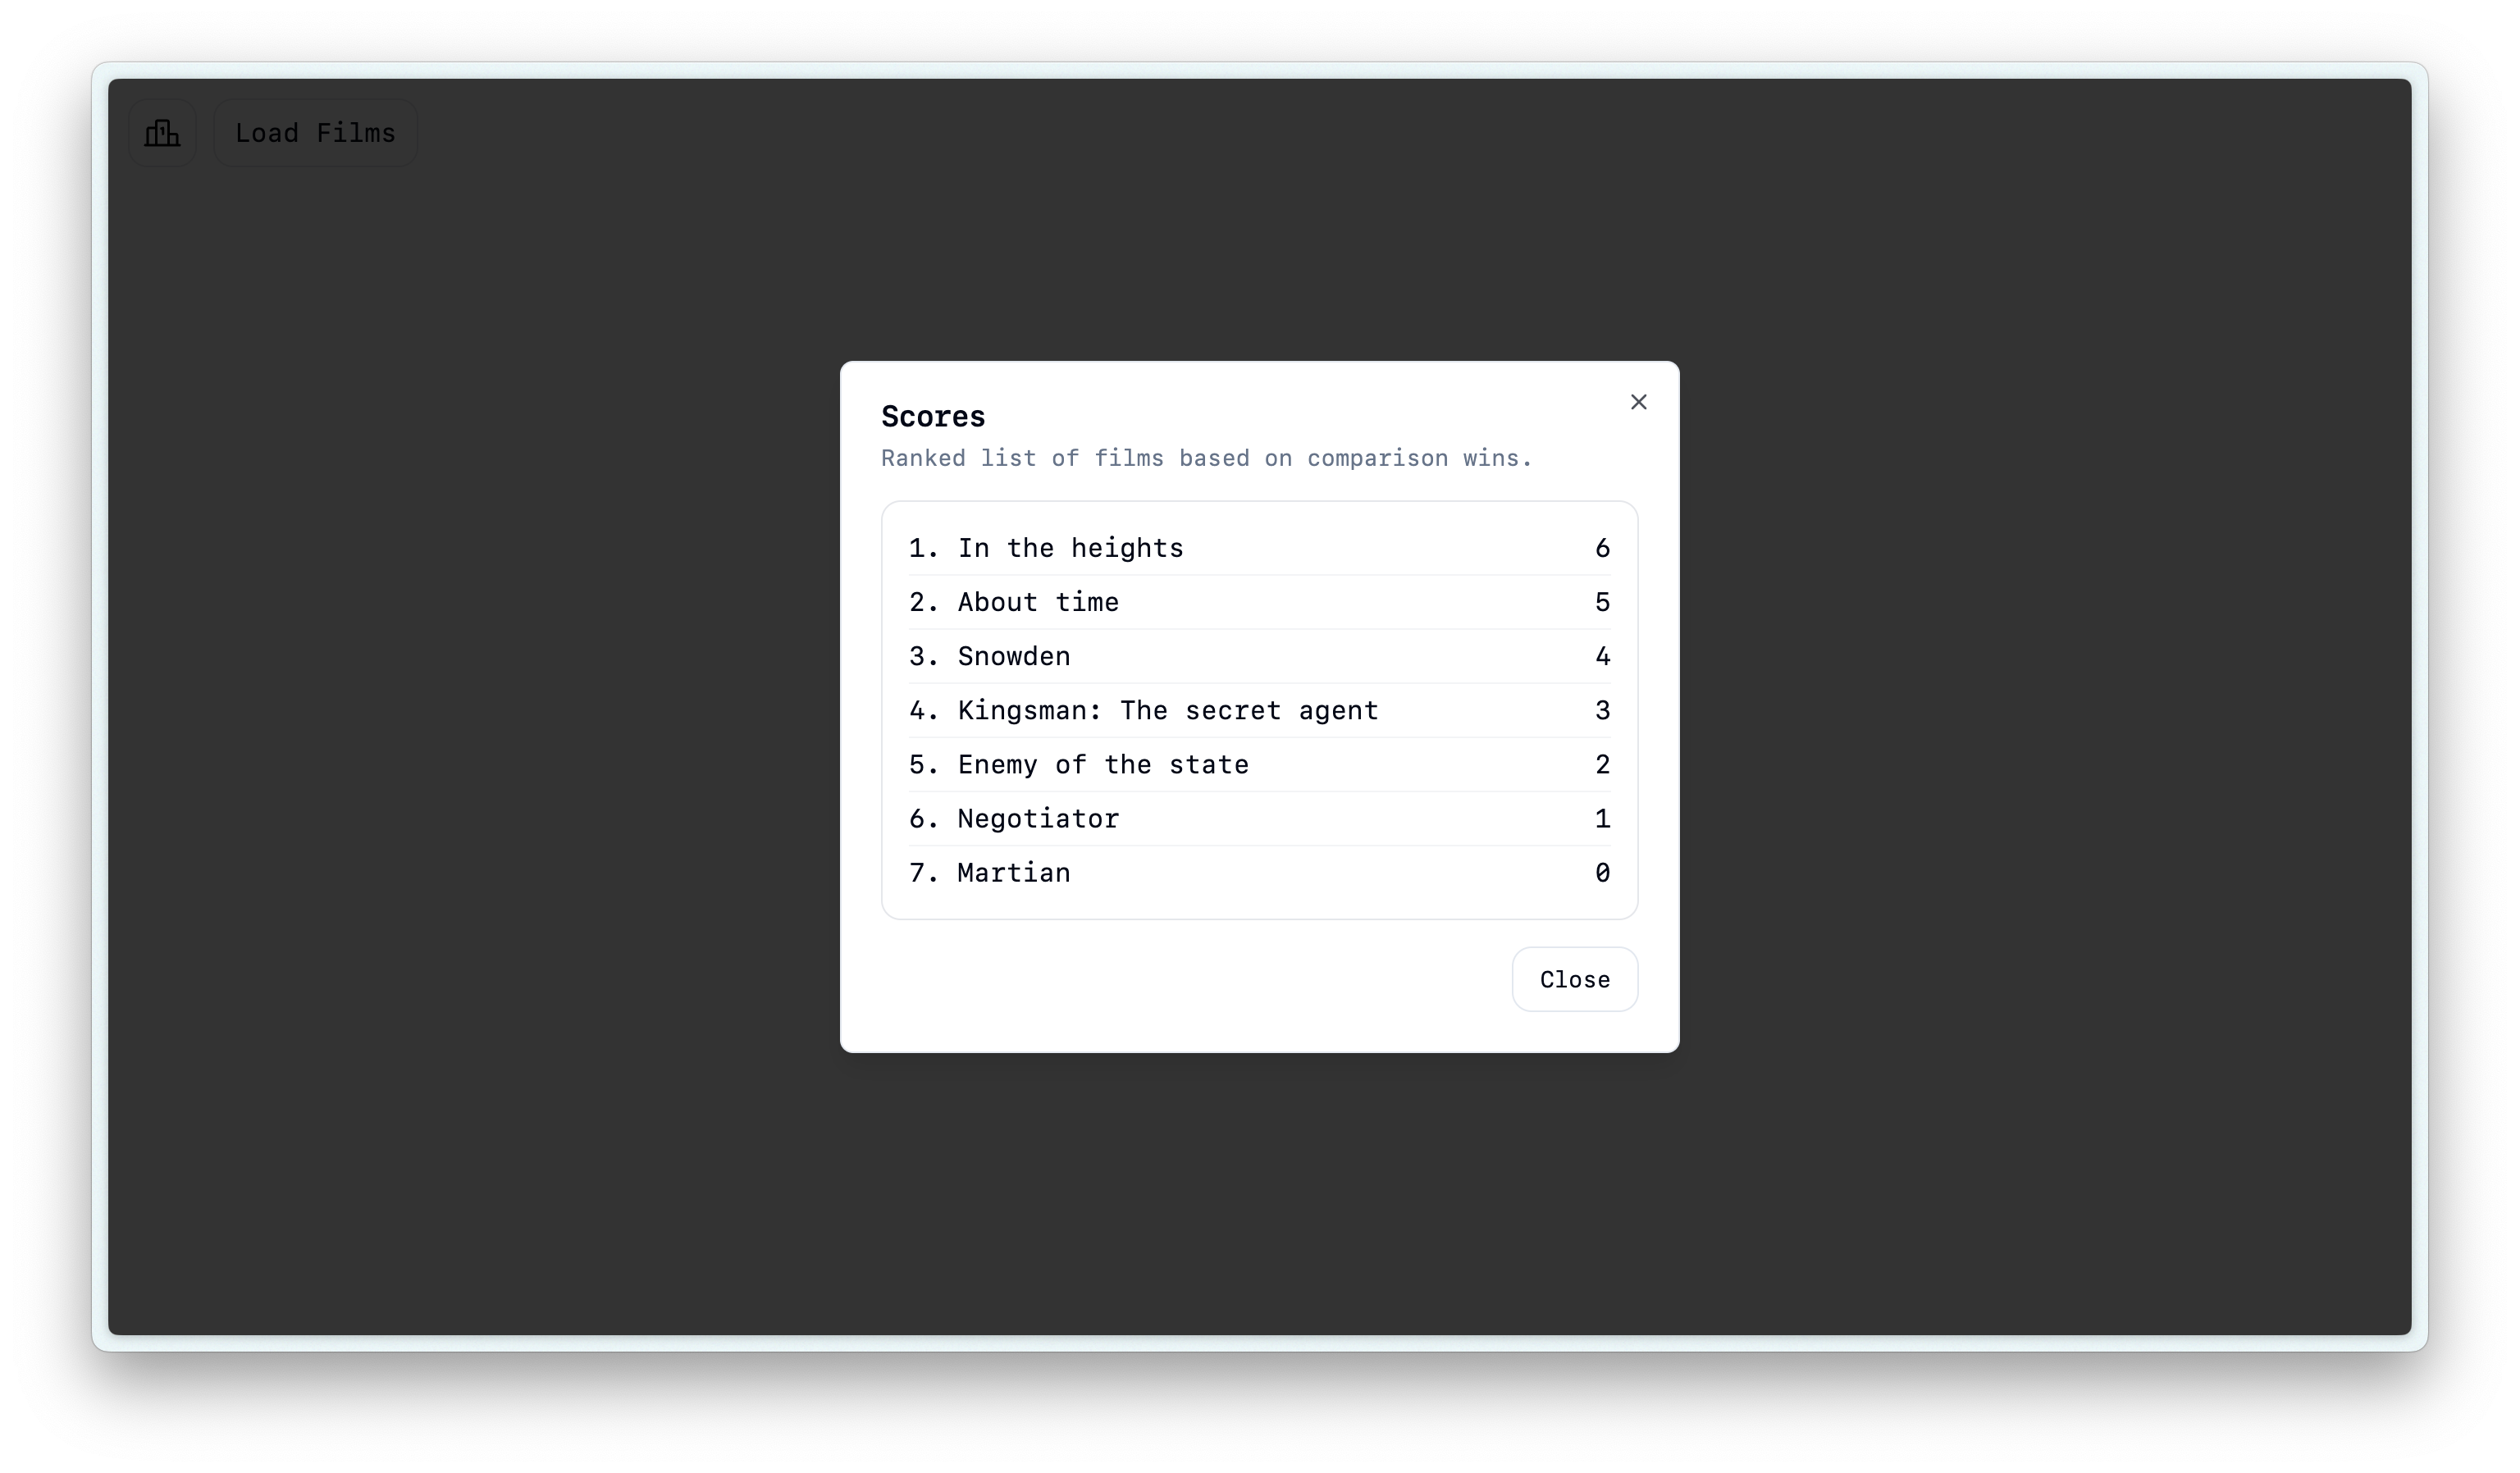 1
Load Films
Scores
Ranked list of films based on comparison wins.
1. In the heights 6
2. About time 5
3. Snowden 4
4. Kingsman: The secret agent 3
5. Enemy of the state 2
6. Negotiator 1
7. Martian 0
Close